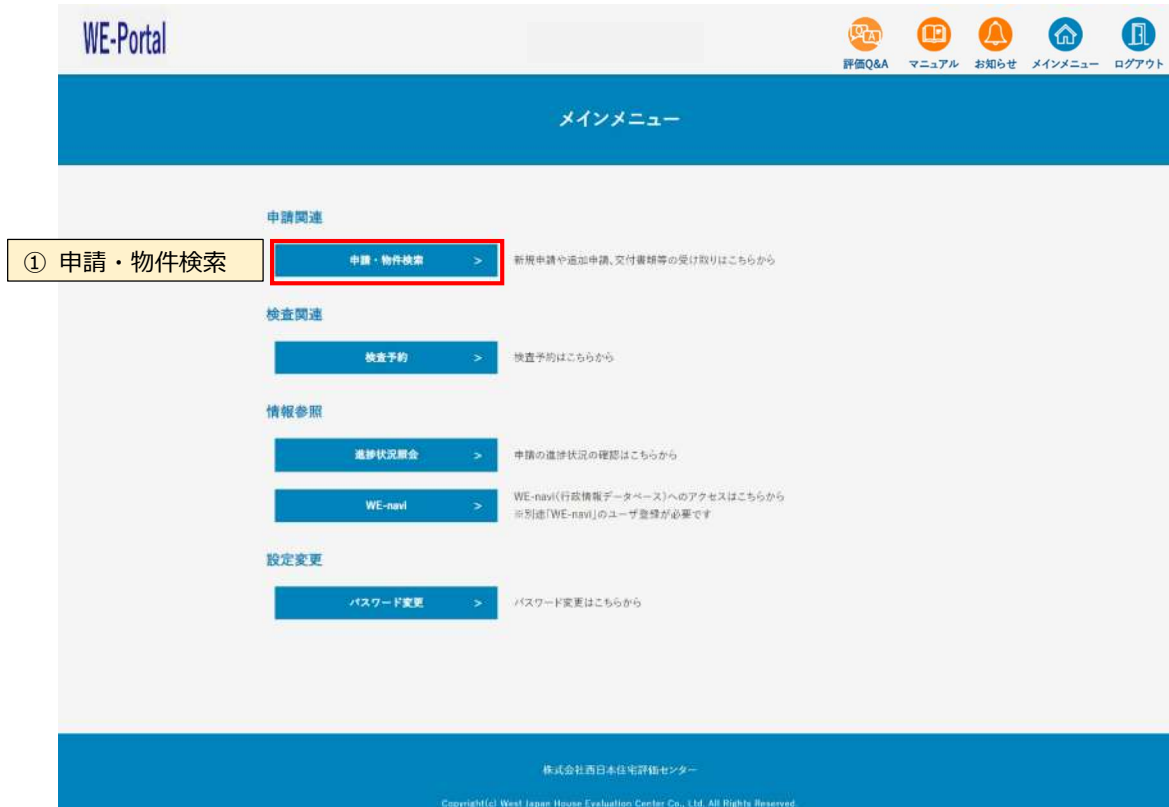 WE-Portal
評価Q&A
マニュアル
お知らせ
メインメニュー
ログアウト
メインメニュー
申請関連
① 申請・物件検索
申請・物件検索 >
新規申請や追加申請、交付書類等の受け取りはこちらから
検査関連
検査予約 >
検査予約はこちらから
情報参照
進捗状況照会 >
申請の進捗状況の確認はこちらから
WE-navi >
WE-navi(行政情報データベース)へのアクセスはこちらから
※別途「WE-navi」のユーザ登録が必要です
設定変更
パスワード変更 >
パスワード変更はこちらから
株式会社西日本住宅評価センター
Copyright(c) West Japan House Evaluation Center Co., Ltd. All Rights Reserved.